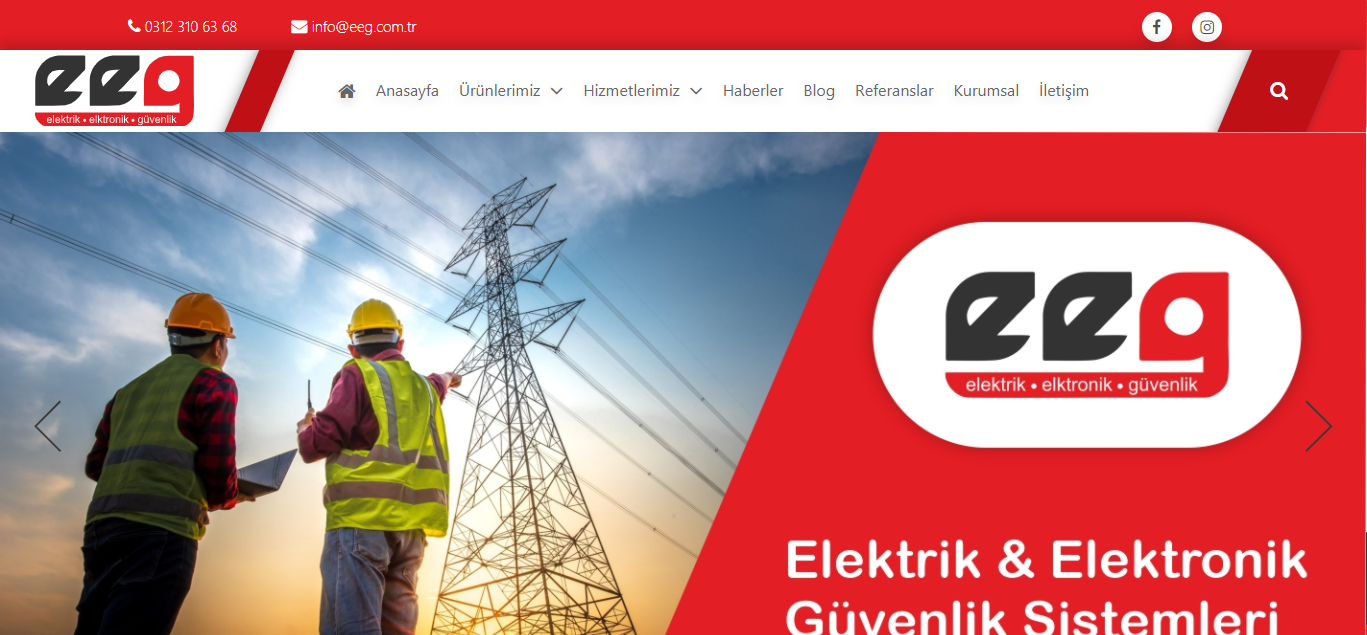 0312 310 63 68 info@eeg.com.tr
eeg
elektrik • elktronik • güvenlik
Anasayfa Ürünlerimiz Hizmetlerimiz Haberler Blog Referanslar Kurumsal İletişim
eeg
elektrik • elktronik • güvenlik
Elektrik & Elektronik
Güvenlik Sistemleri